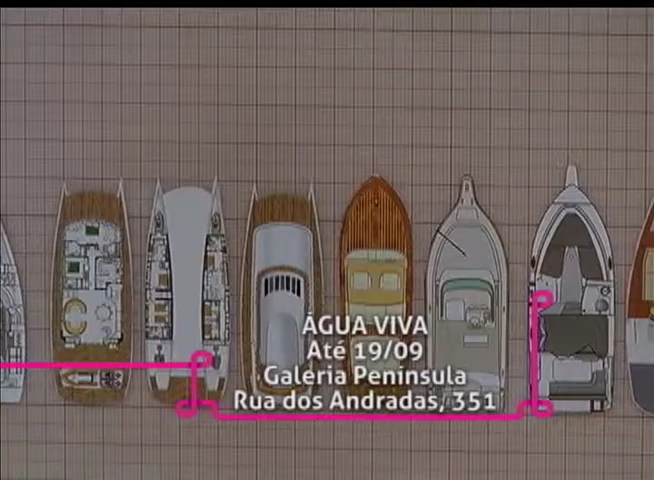 ÁGUA VIVA
Até 19/09
Galeria Península
Rua dos Andradas, 351